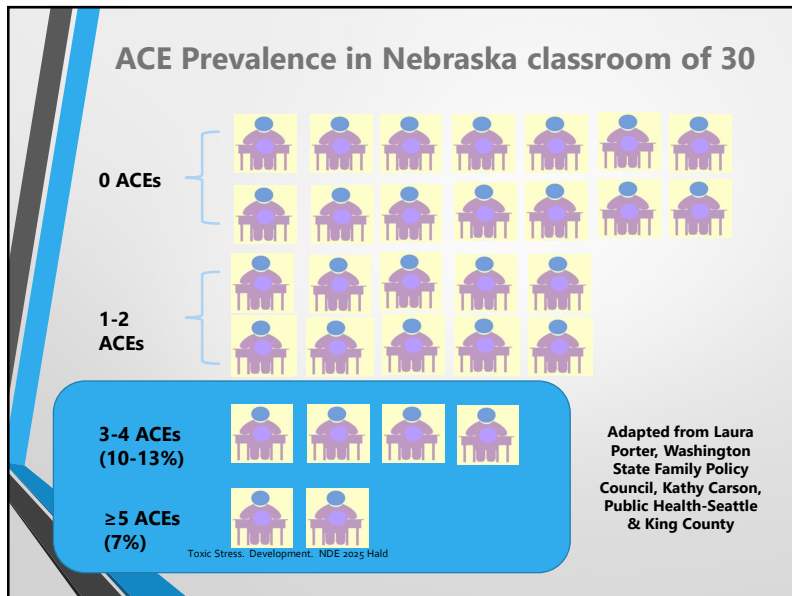 ACE Prevalence in Nebraska classroom of 30
0 ACEs
1-2
ACEs
3-4 ACEs
(10-13%)
≥5 ACEs
(7%)
Toxic Stress. Development. NDE 2025 Hald
Adapted from Laura
Porter, Washington
State Family Policy
Council, Kathy Carson,
Public Health-Seattle
& King County